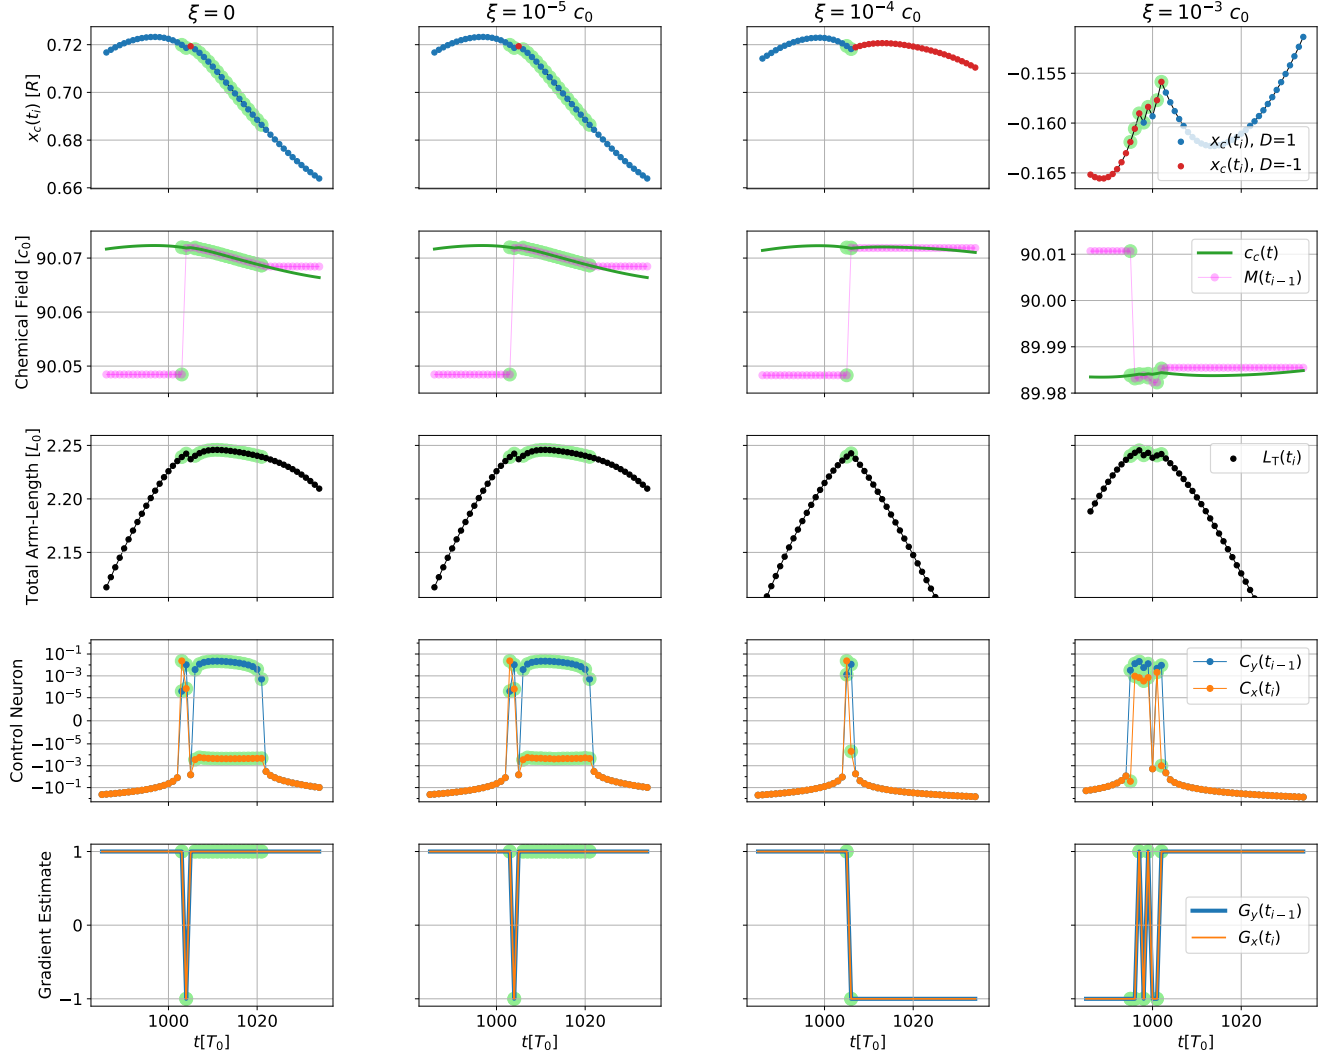 ξ = 0
ξ = 10⁻⁵ c₀
ξ = 10⁻⁴ c₀
ξ = 10⁻³ c₀
x_c(t_i) [R]
0.72
0.70
0.68
0.66
−0.155
−0.160
−0.165
x_c(t_i), D=1
x_c(t_i), D=-1
Chemical Field [c₀]
90.07
90.06
90.05
90.01
90.00
89.99
89.98
c_c(t)
M(t_{i−1})
Total Arm-Length [L₀]
2.25
2.20
2.15
L_T(t_i)
Control Neuron
10⁻¹
10⁻³
10⁻⁵
0
−10⁻⁵
−10⁻³
−10⁻¹
C_y(t_{i−1})
C_x(t_i)
Gradient Estimate
1
0
−1
G_y(t_{i−1})
G_x(t_i)
1000 1020 1000 1020 1000 1020 1000 1020
t[T₀] t[T₀] t[T₀] t[T₀]